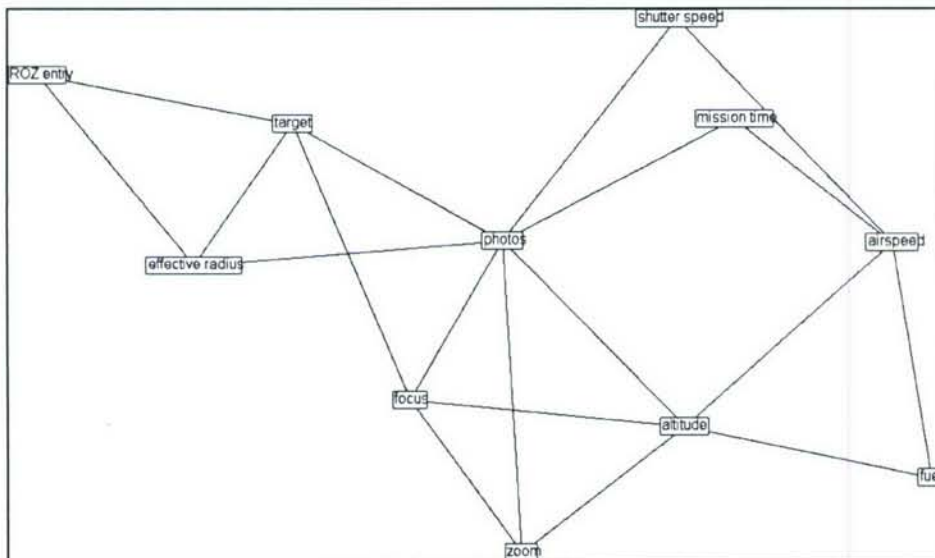 shutter speed
ROZ entry
mission time
target
photos
airspeed
effective radius
focus
altitude
fue
zoom